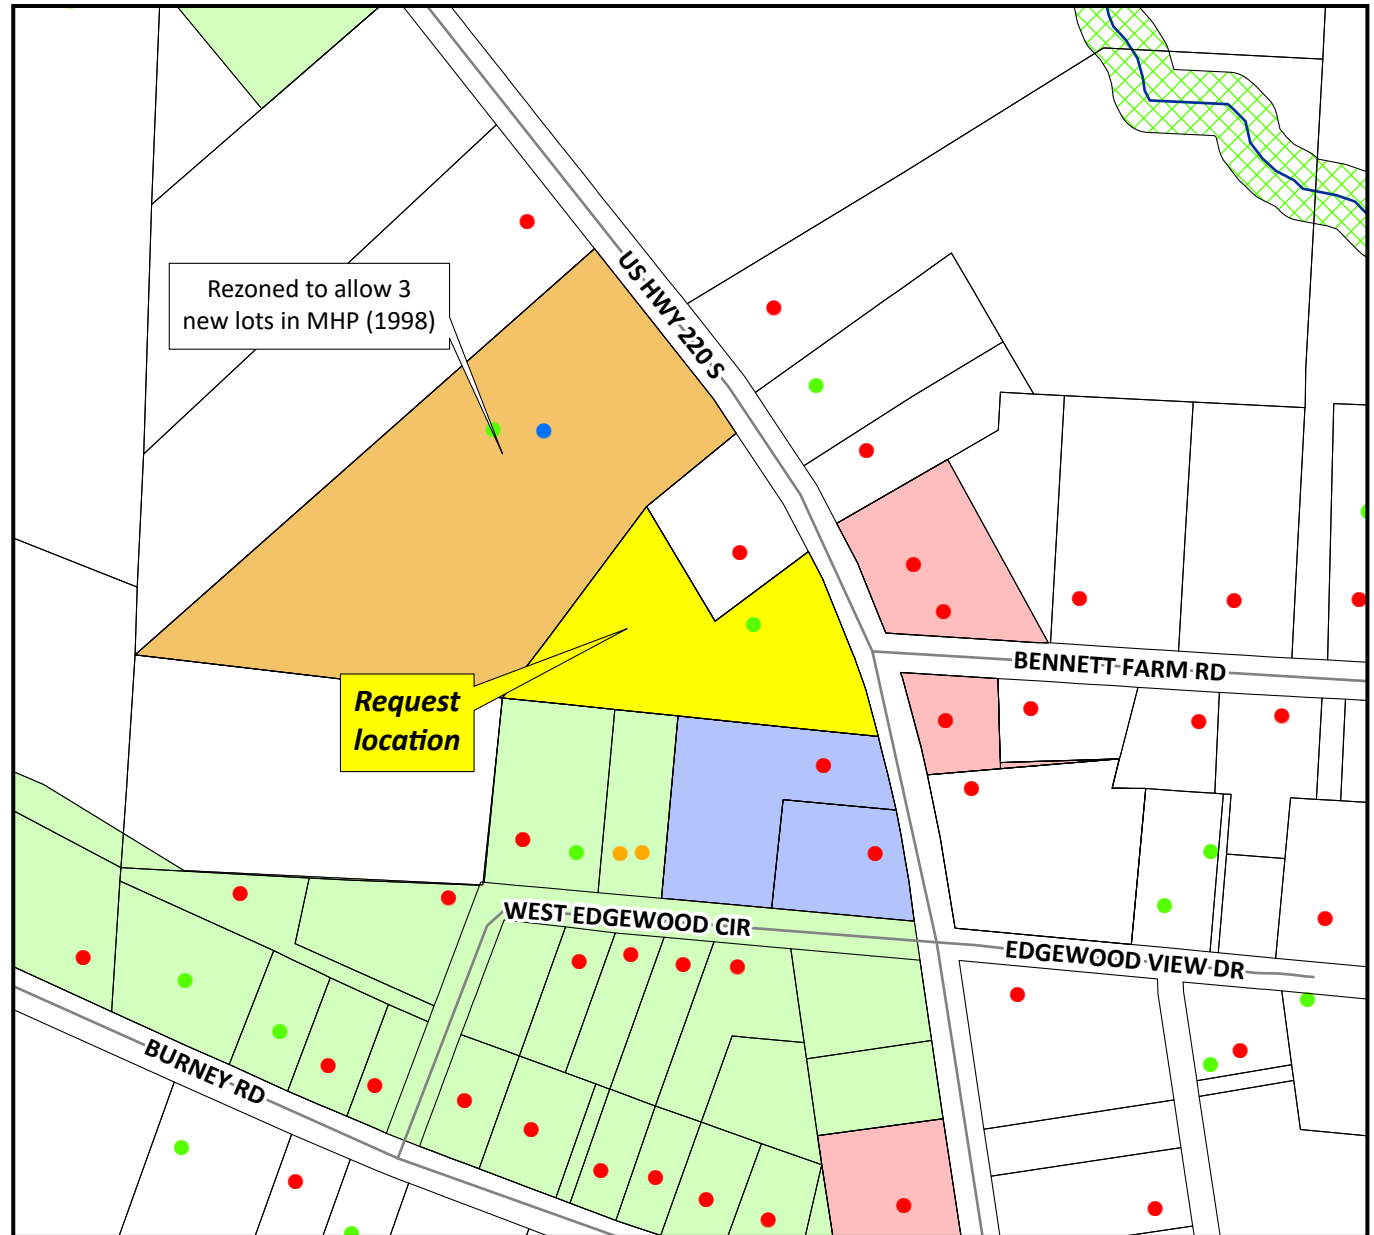 US HWY 220 S
Rezoned to allow 3
new lots in MHP (1998)
BENNETT FARM RD
Request
location
WEST EDGEWOOD CIR
EDGEWOOD VIEW DR
BURNEY RD